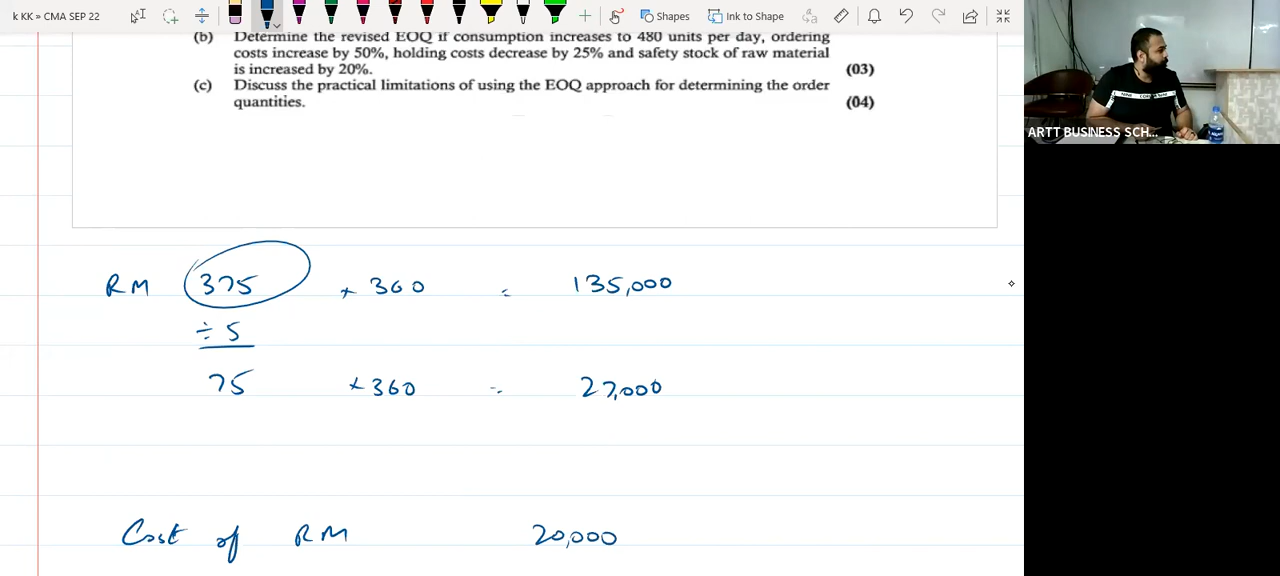 k KK » CMA SEP 22
Shapes
Ink to Shape
(b) Determine the revised EOQ if consumption increases to 480 units per day, ordering
costs increase by 50%, holding costs decrease by 25% and safety stock of raw material
is increased by 20%. (03)
(c) Discuss the practical limitations of using the EOQ approach for determining the order
quantities. (04)
ARTT BUSINESS SCH...
RM 375 × 360 = 135,000
÷ 5
75 × 360 = 27,000
Cost of RM 20,000